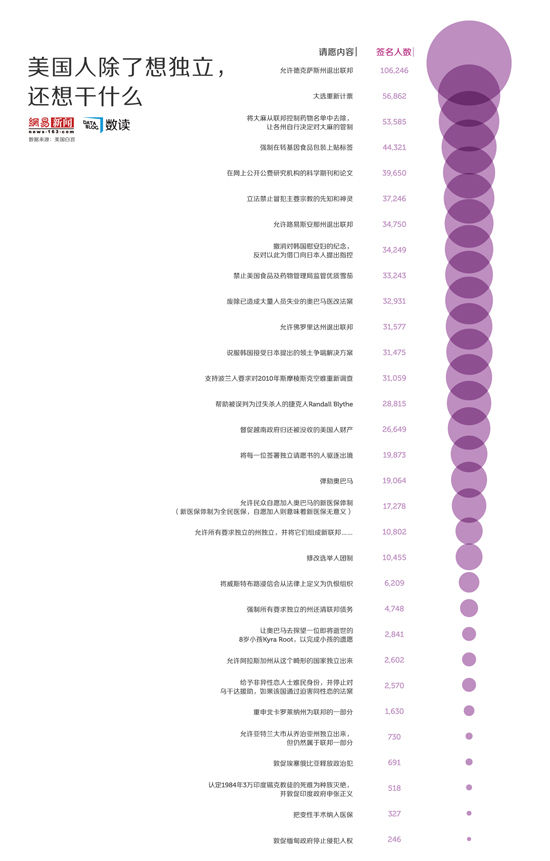 美国人除了想独立，
还想干什么
網易 新闻
news.163.com
DATA
BLOG
数读
数据来源：美国白宫
请愿内容 签名人数
允许德克萨斯州退出联邦 106,246
大选重新计票 56,862
将大麻从联邦控制药物名单中去除，
让各州自行决定对大麻的管制 53,585
强制在转基因食品包装上贴标签 44,321
在网上公开公费研究机构的科学期刊和论文 39,650
立法禁止冒犯主要宗教的先知和神灵 37,246
允许路易斯安那州退出联邦 34,750
撤消对韩国慰安妇的纪念，
反对以此为借口向日本人提出指控 34,249
禁止美国食品及药物管理局监管优质雪茄 33,243
废除已造成大量人员失业的奥巴马医改法案 32,931
允许佛罗里达州退出联邦 31,577
说服韩国接受日本提出的领土争端解决方案 31,475
支持波兰人要求对2010年斯摩棱斯克空难重新调查 31,059
帮助被误判为过失杀人的捷克人Randall Blythe 28,815
督促越南政府归还被没收的美国人财产 26,649
将每一位签署独立请愿书的人驱逐出境 19,873
弹劾奥巴马 19,064
允许民众自愿加入奥巴马的新医保体制
（新医保体制为全民医保，自愿加入则意味着新医保无意义） 17,278
允许所有要求独立的州独立，并将它们组成新联邦…… 10,802
修改选举人团制 10,455
将威斯特布路浸信会从法律上定义为仇恨组织 6,209
强制所有要求独立的州还清联邦债务 4,748
让奥巴马去探望一位即将逝世的
8岁小孩Kyra Root，以完成小孩的遗愿 2,841
允许阿拉斯加州从这个畸形的国家独立出来 2,602
给予非异性恋人士难民身份，并停止对
乌干达援助，如果该国通过迫害同性恋的法案 2,570
重申北卡罗莱纳州为联邦的一部分 1,630
允许亚特兰大市从乔治亚州独立出来，
但仍然属于联邦一部分 730
敦促埃塞俄比亚释放政治犯 691
认定1984年3万印度锡克教徒的死难为种族灭绝，
并敦促印度政府申张正义 518
把变性手术纳入医保 327
敦促缅甸政府停止侵犯人权 246